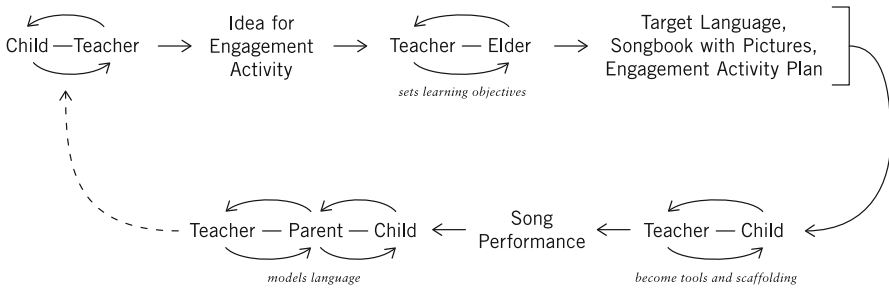 Child — Teacher
Idea for
Engagement
Activity
Teacher — Elder
sets learning objectives
Target Language,
Songbook with Pictures,
Engagement Activity Plan
Teacher — Child
become tools and scaffolding
Song
Performance
Teacher — Parent — Child
models language